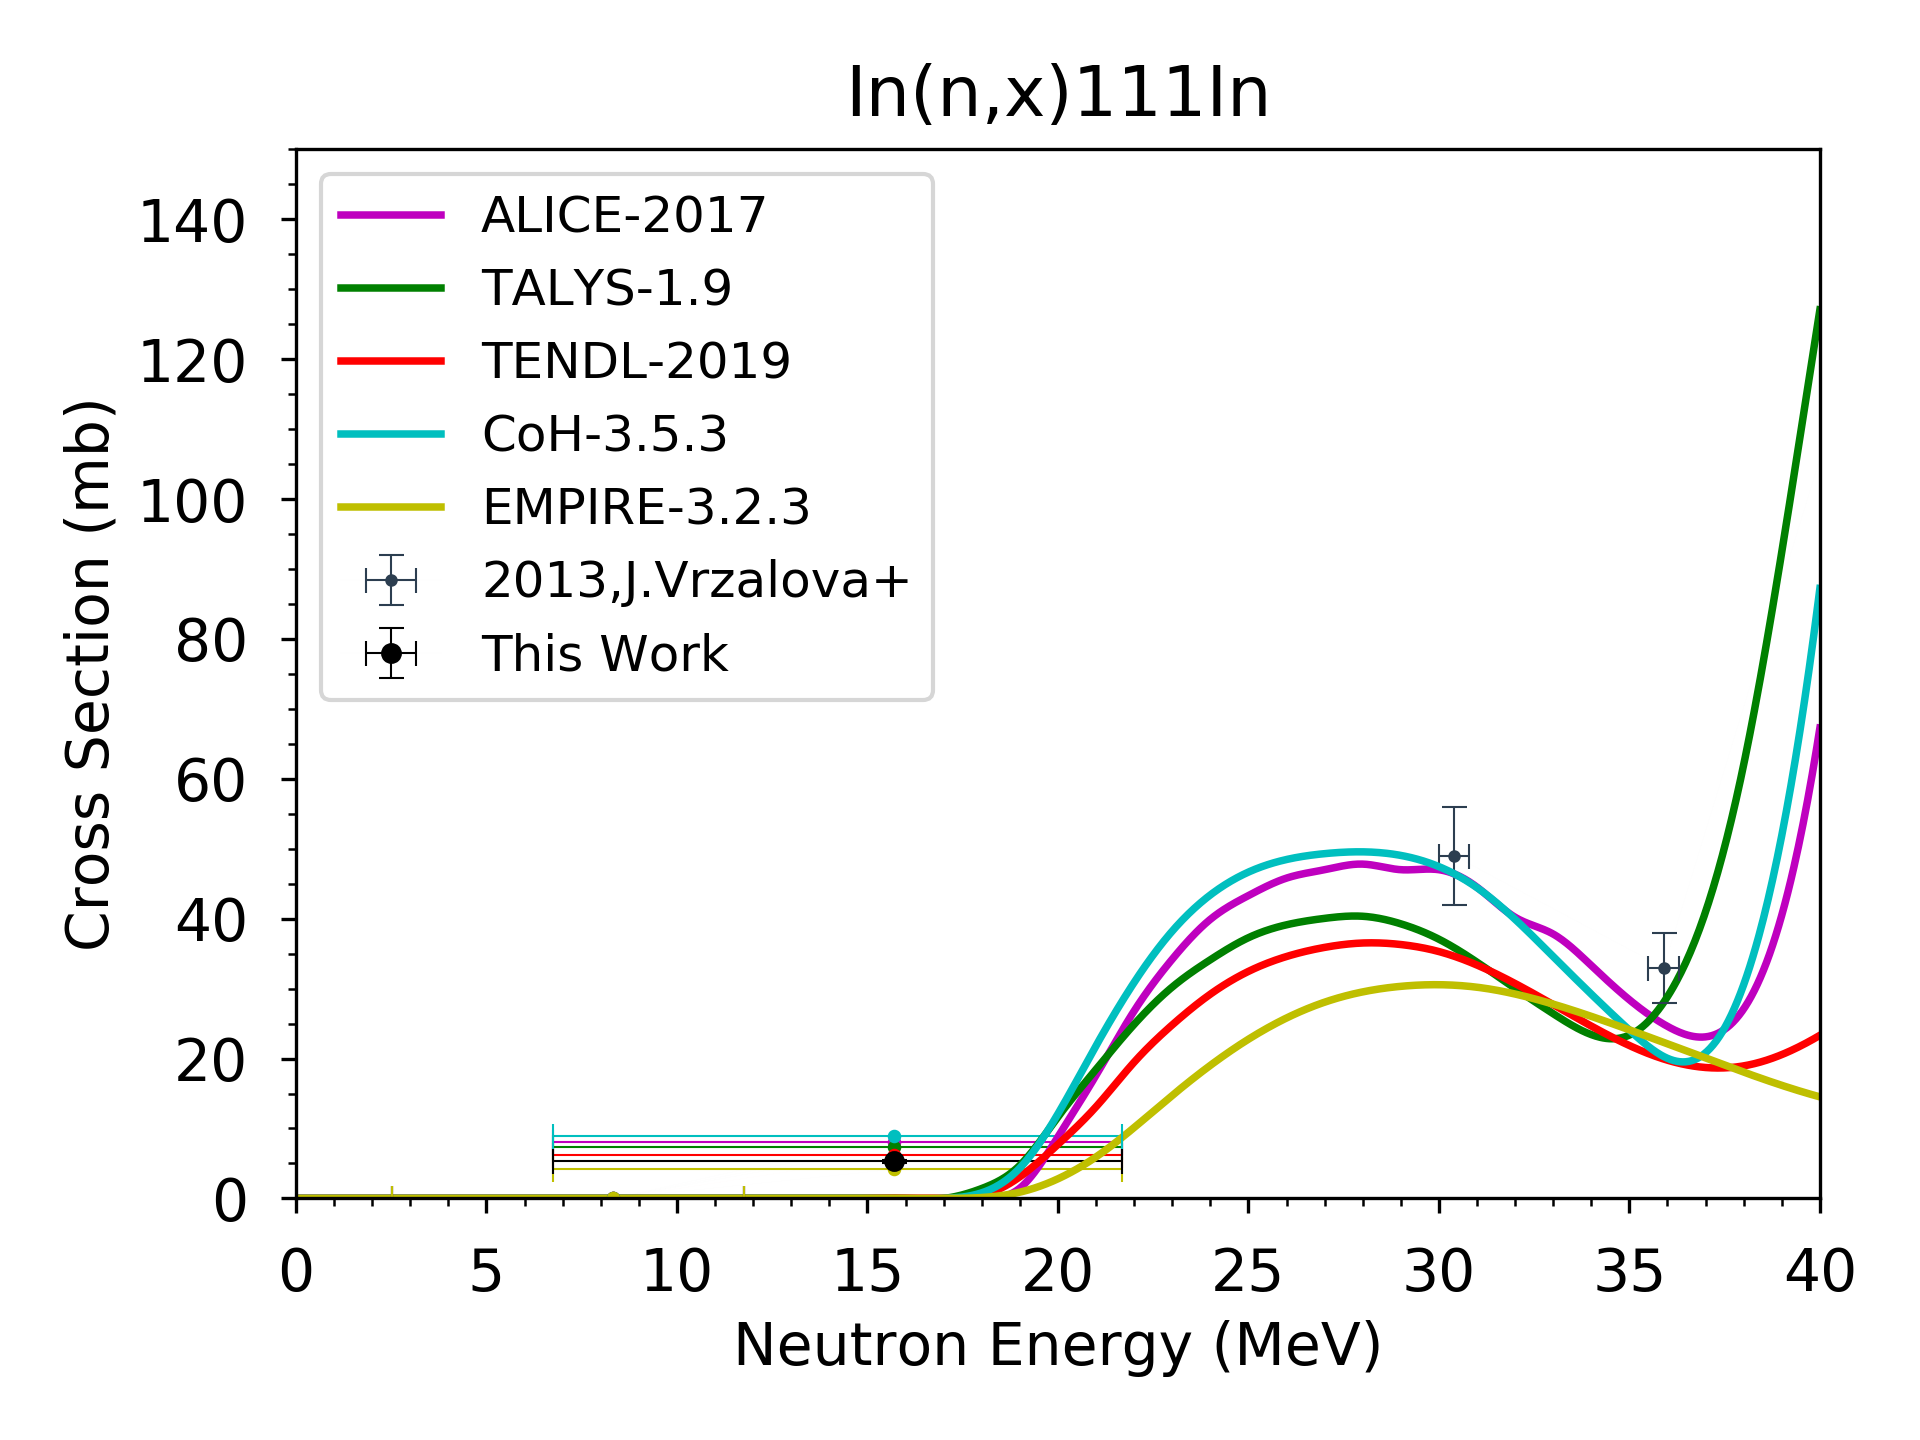 In(n,x)111In
ALICE-2017
TALYS-1.9
TENDL-2019
CoH-3.5.3
EMPIRE-3.2.3
2013,J.Vrzalova+
This Work
Cross Section (mb)
140
120
100
80
60
40
20
0
0 5 10 15 20 25 30 35 40
Neutron Energy (MeV)